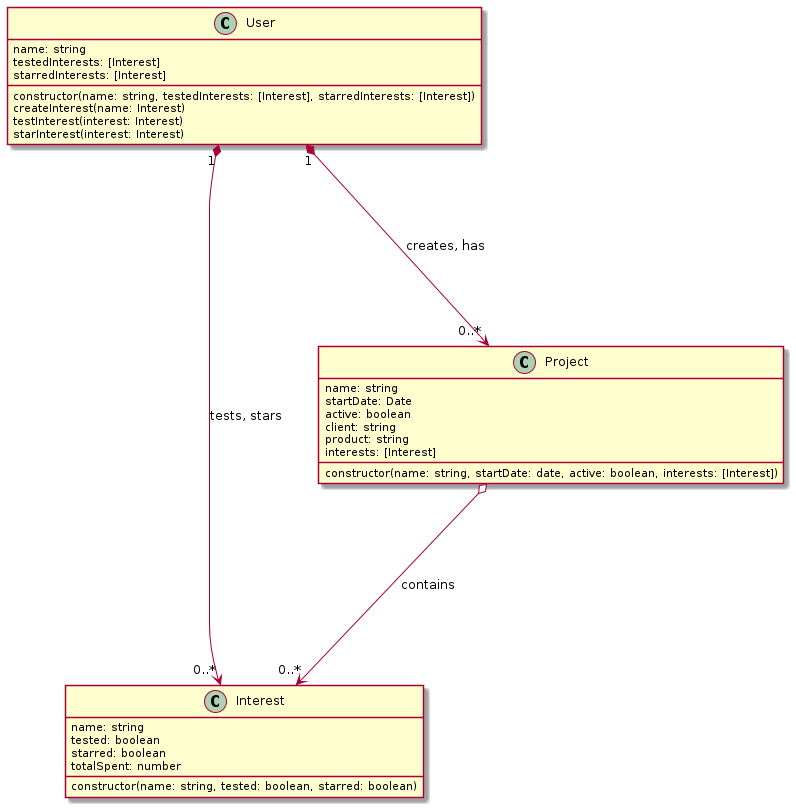 C User
name: string
testedInterests: [Interest]
starredInterests: [Interest]
constructor(name: string, testedInterests: [Interest], starredInterests: [Interest])
createInterest(name: Interest)
testInterest(interest: Interest)
starInterest(interest: Interest)
1
1
creates, has
0..*
C Project
name: string
startDate: Date
active: boolean
client: string
product: string
interests: [Interest]
constructor(name: string, startDate: date, active: boolean, interests: [Interest])
tests, stars
contains
0..*
0..*
C Interest
name: string
tested: boolean
starred: boolean
totalSpent: number
constructor(name: string, tested: boolean, starred: boolean)